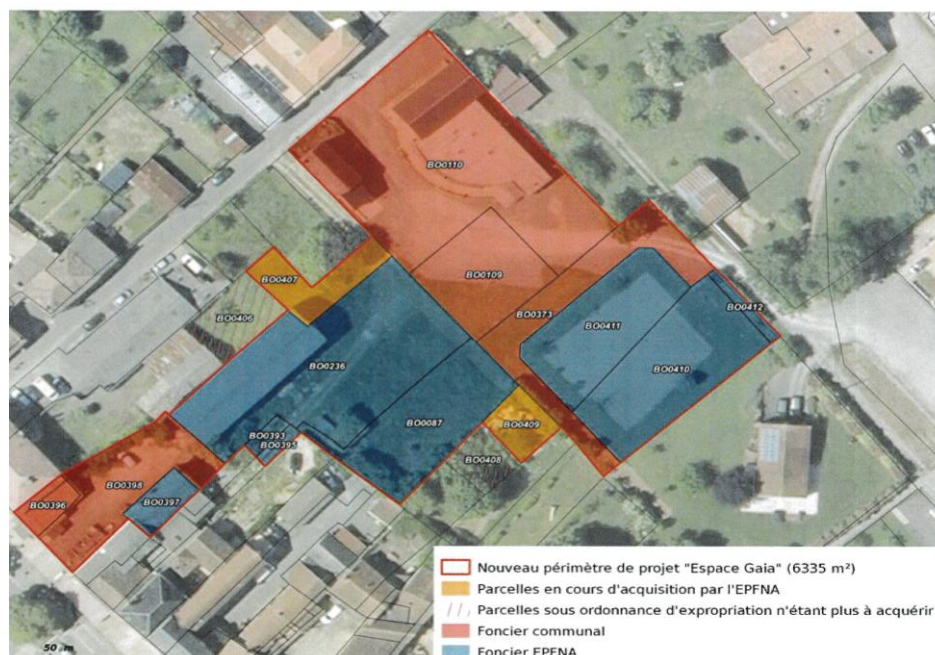 BO0110
BO0109
BO0407
BO0406
BO0373
BO0412
BO0411
BO0410
BO0236
BO0087
BO0409
BO0393
BO0395
BO0408
BO0398
BO0396
BO0397
50 m
Nouveau périmètre de projet "Espace Gaia" (6335 m²)
Parcelles en cours d'acquisition par l'EPFNA
Parcelles sous ordonnance d'expropriation n'étant plus à acquérir
Foncier communal
Foncier EPFNA